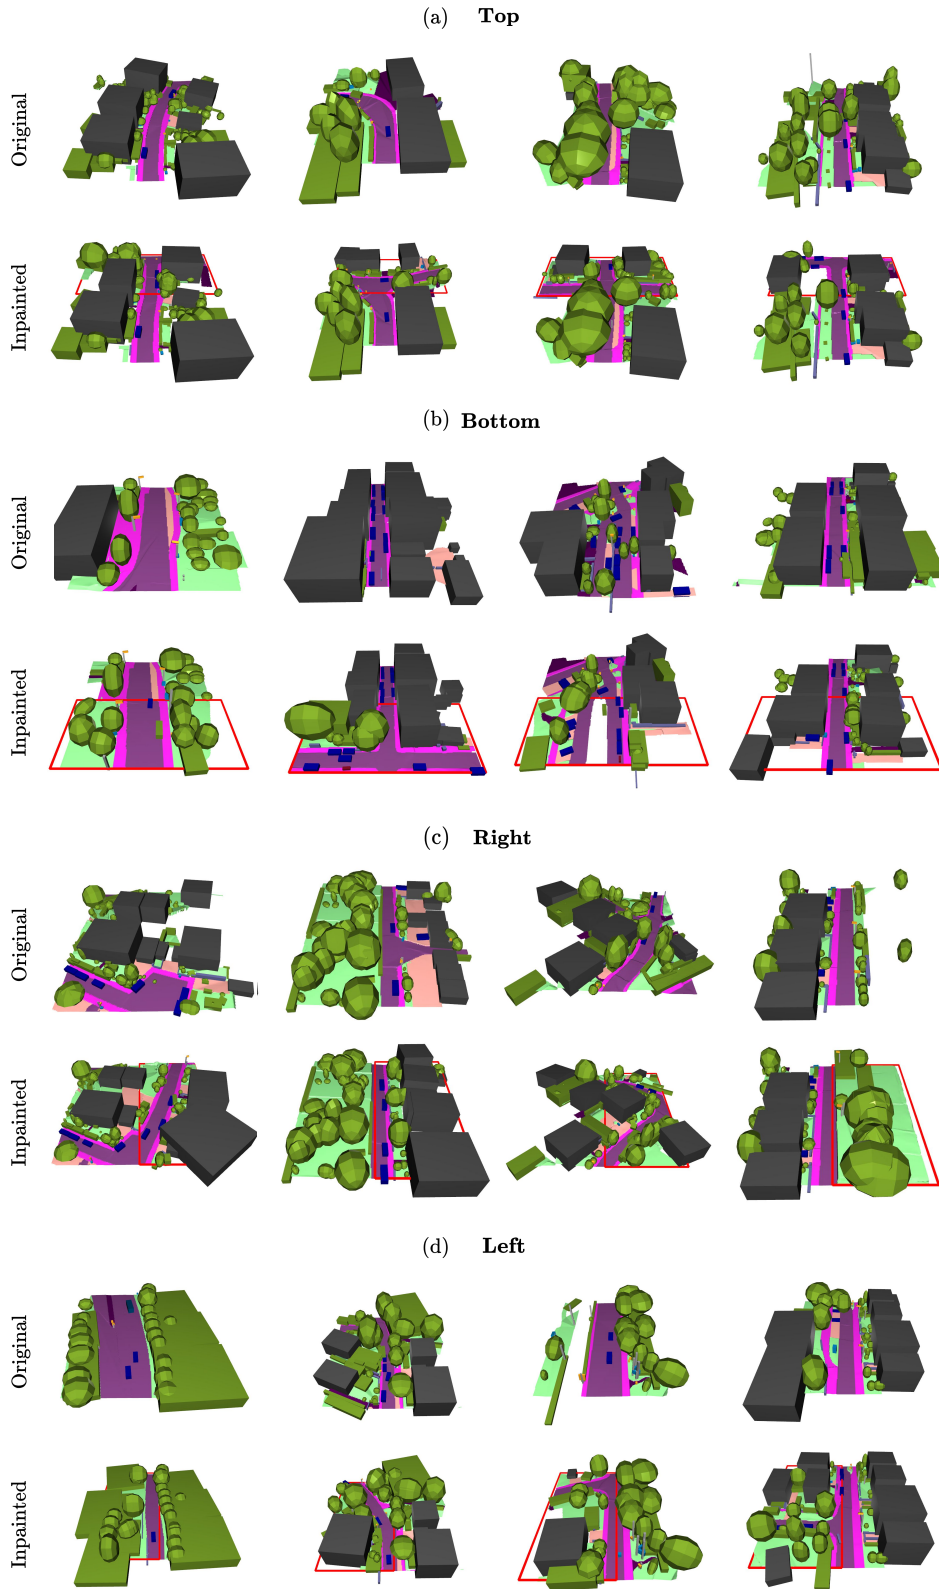 (a) Top
Original
Inpainted
(b) Bottom
Original
Inpainted
(c) Right
Original
Inpainted
(d) Left
Original
Inpainted